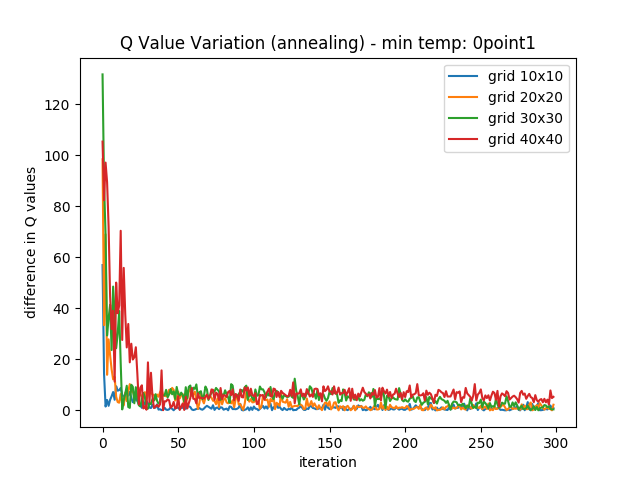 Q Value Variation (annealing) - min temp: 0point1
grid 10x10
grid 20x20
grid 30x30
grid 40x40
difference in Q values
120
100
80
60
40
20
0
0 50 100 150 200 250 300
iteration